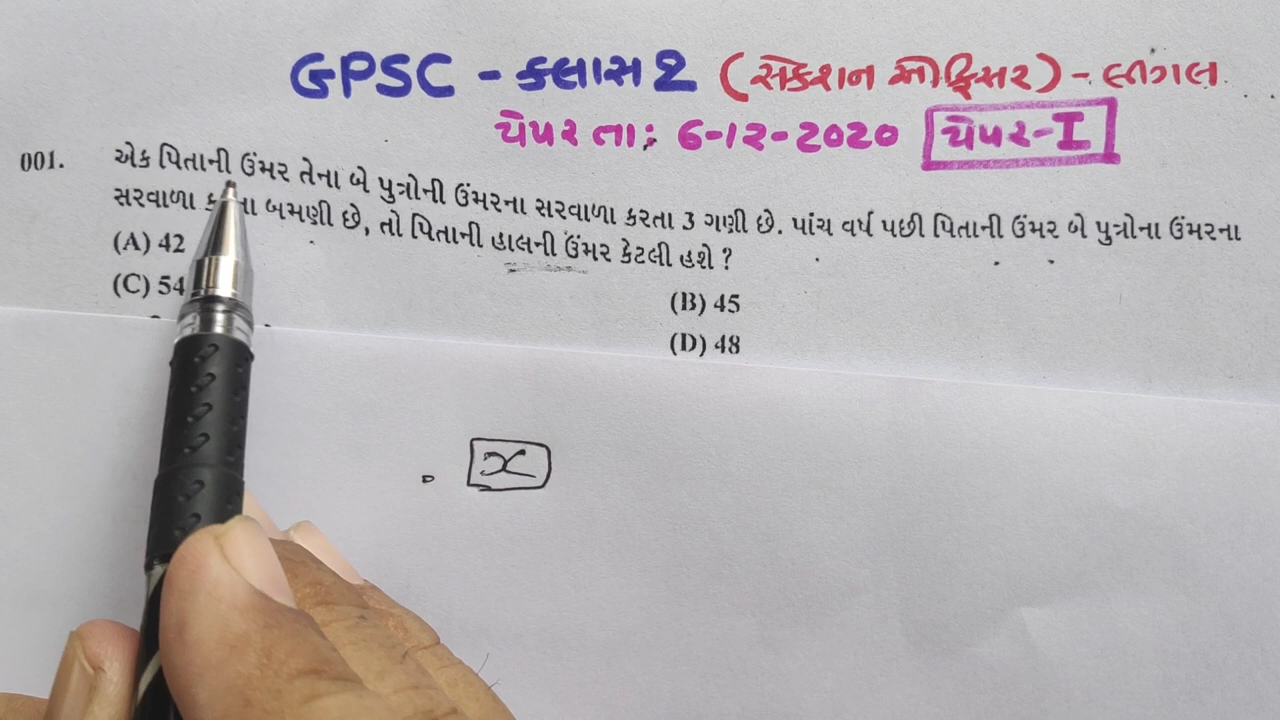 GPSC - ક્લાસ 2 (સેક્શન ઓફિસર) - લીગલ
પેપર તા: 6-12-2020 પેપર-I
001. એક પિતાની ઉંમર તેના બે પુત્રોની ઉંમરના સરવાળા કરતા 3 ગણી છે. પાંચ વર્ષ પછી પિતાની ઉંમર બે પુત્રોના ઉંમરના
સરવાળા બમણી છે, તો પિતાની હાલની ઉંમર કેટલી હશે ?
(A) 42
(B) 45
(C) 54
(D) 48
x